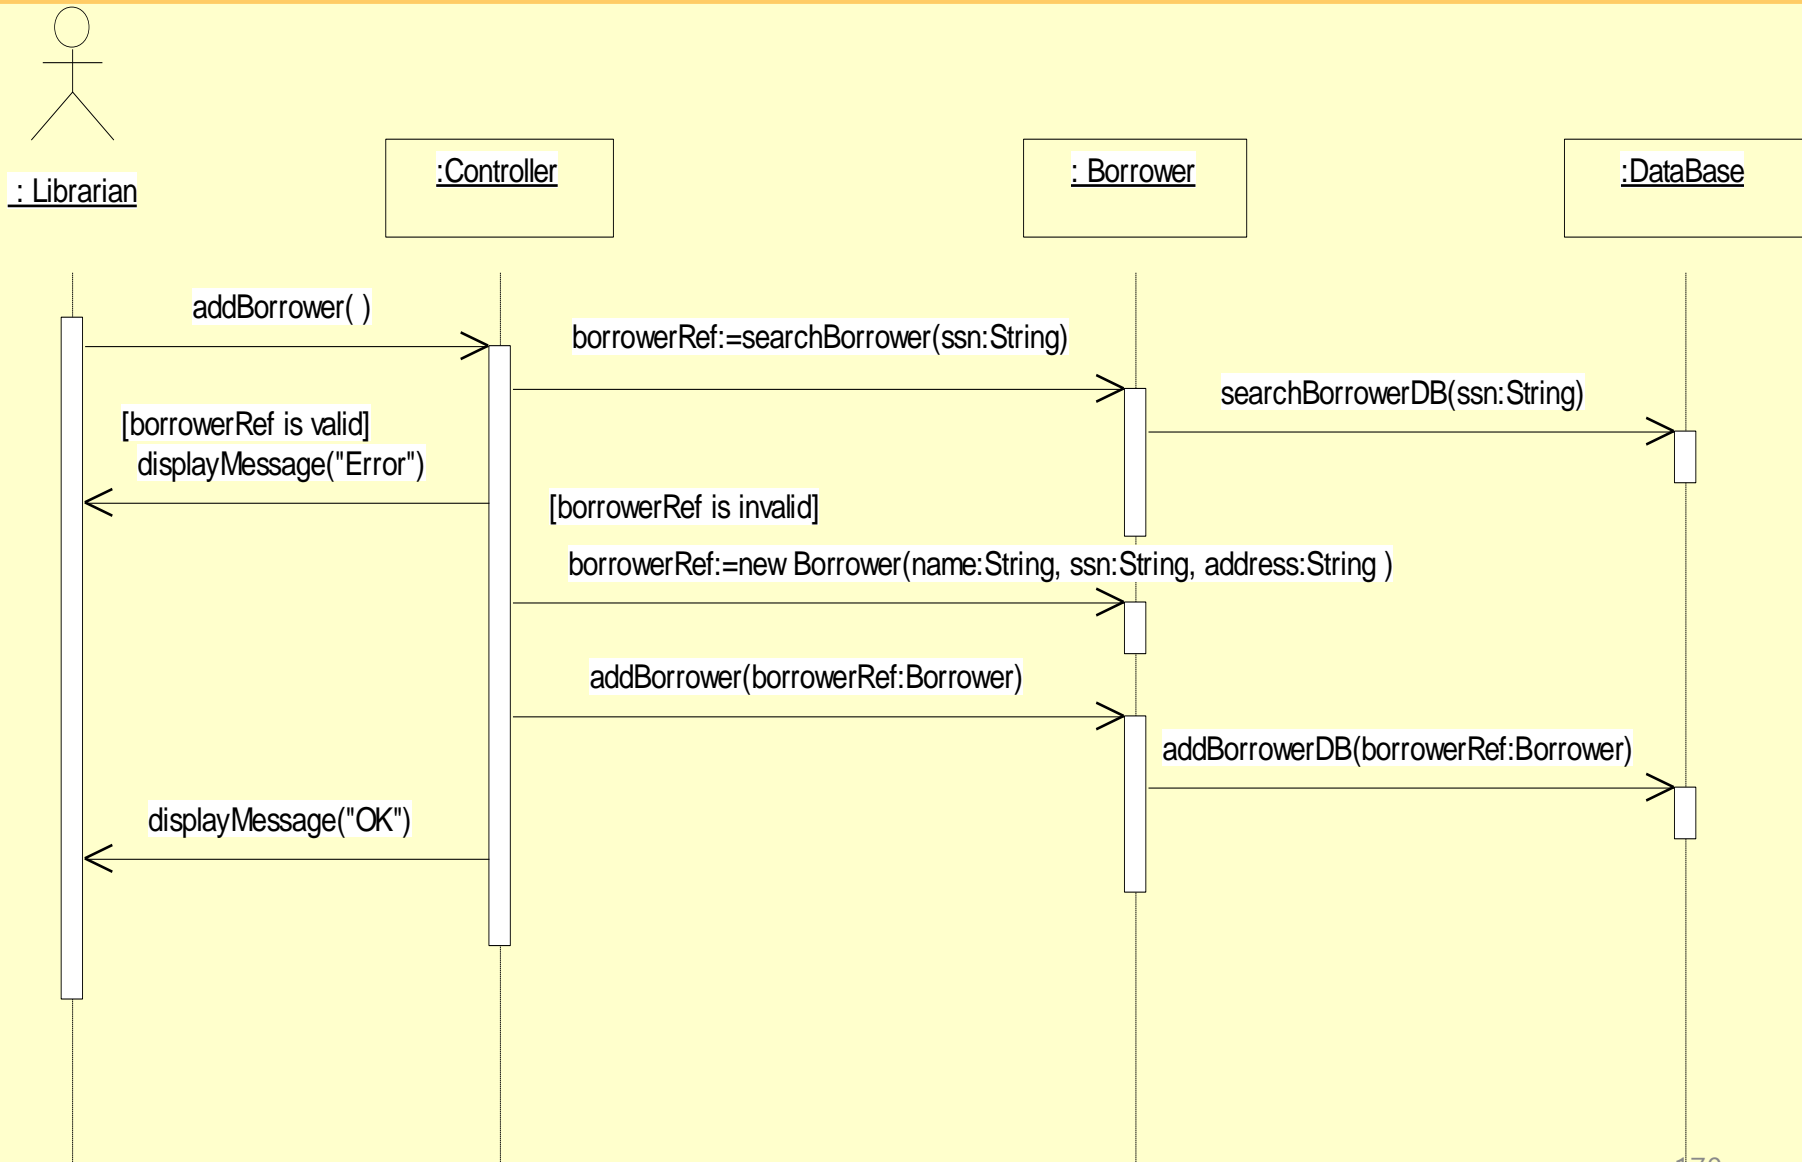 : Librarian
:Controller
: Borrower
:DataBase
addBorrower( )
borrowerRef:=searchBorrower(ssn:String)
searchBorrowerDB(ssn:String)
[borrowerRef is valid]
displayMessage("Error")
[borrowerRef is invalid]
borrowerRef:=new Borrower(name:String, ssn:String, address:String )
addBorrower(borrowerRef:Borrower)
addBorrowerDB(borrowerRef:Borrower)
displayMessage("OK")